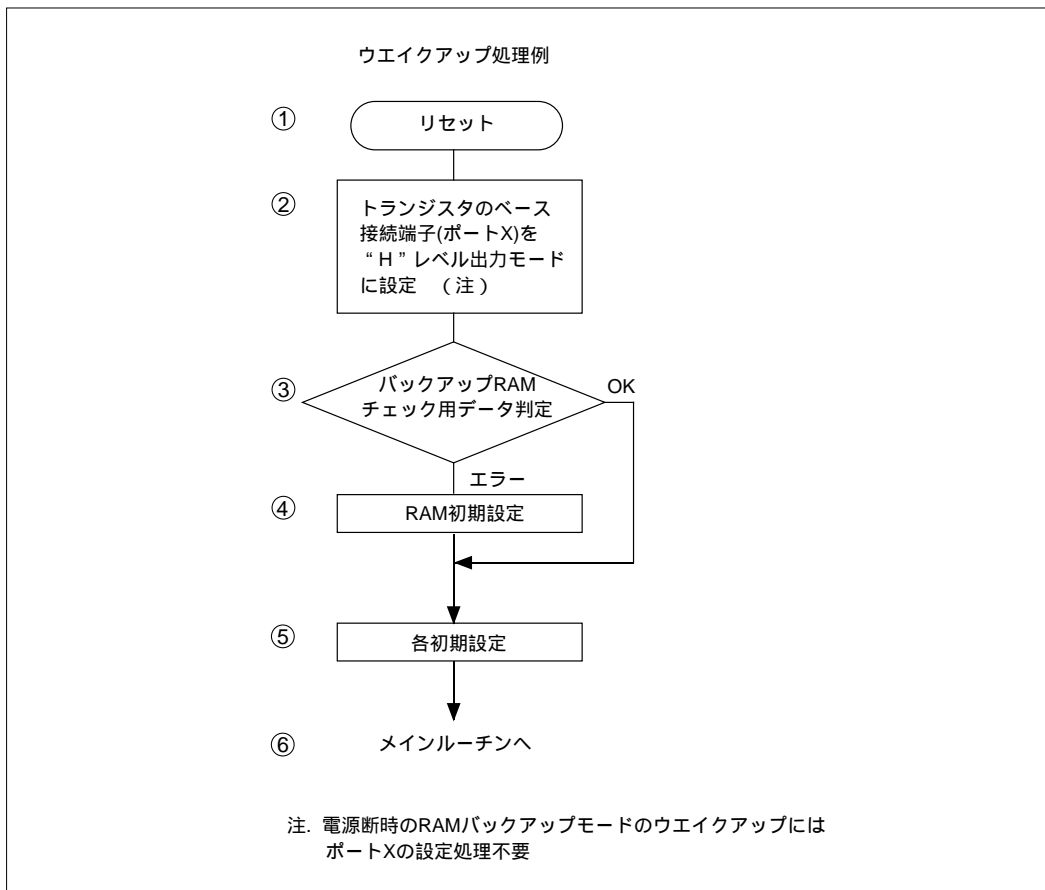 ウエイクアップ処理例
① リセット
② トランジスタのベース
接続端子(ポートX)を
“ H ” レベル出力モード
に設定 （ 注 ）
③ バックアップRAM
チェック用データ判定
OK
エラー
④ RAM初期設定
⑤ 各初期設定
⑥ メインルーチンへ
注. 電源断時のRAMバックアップモードのウエイクアップには
ポートXの設定処理不要